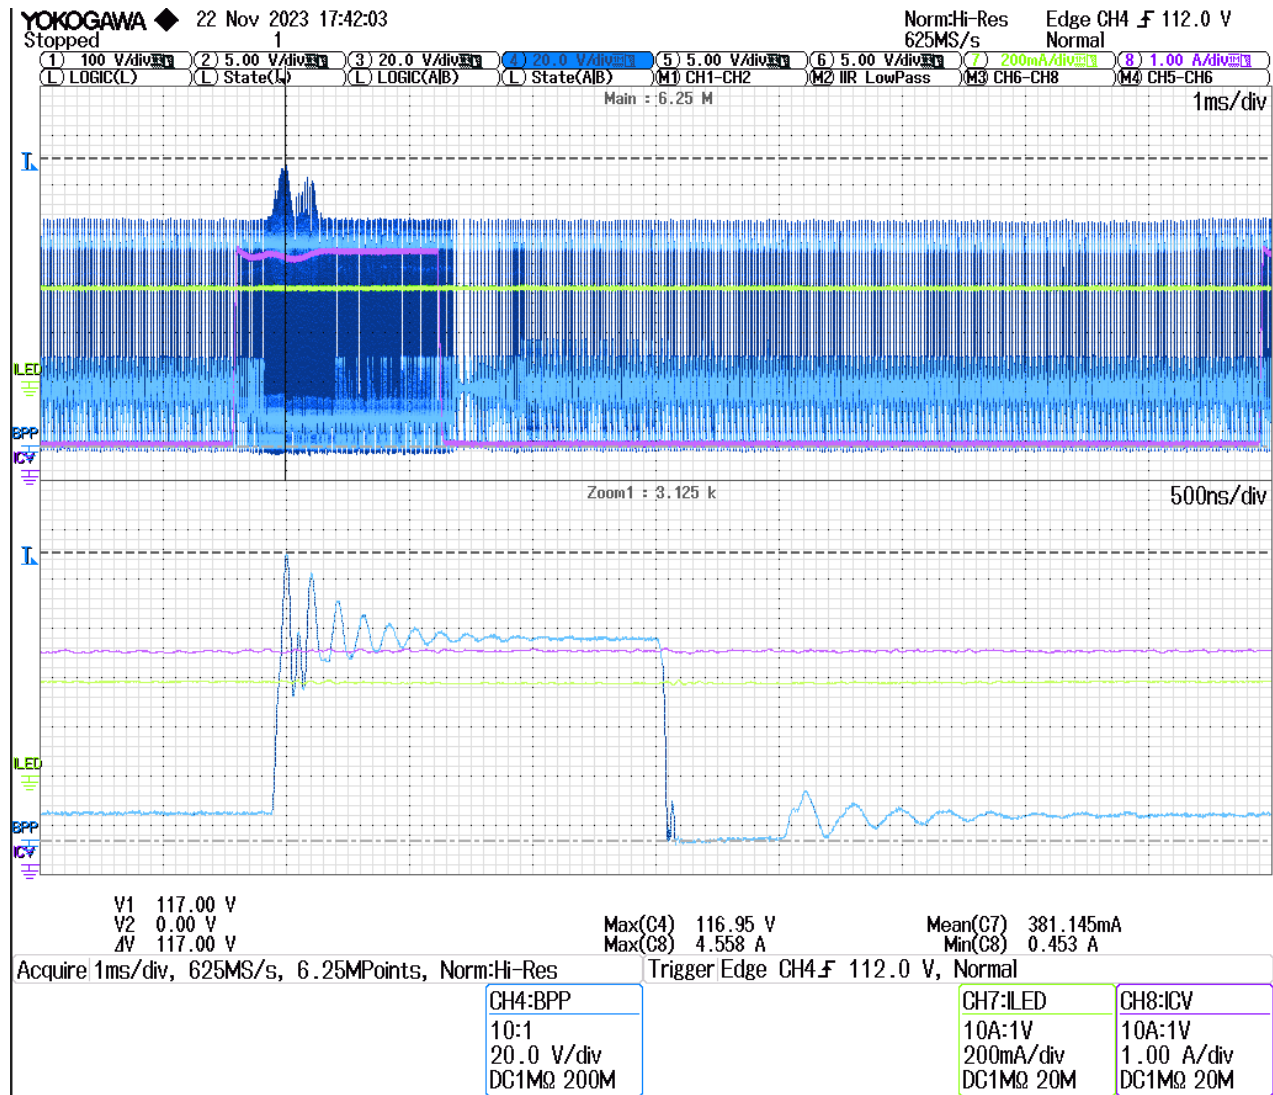 YOKOGAWA ◆ 22 Nov 2023 17:42:03 Norm:Hi-Res Edge CH4 ⨍ 112.0 V
Stopped 1 625MS/s Normal
1 100 V/div 2 5.00 V/div 3 20.0 V/div 4 20.0 V/div 5 5.00 V/div 6 5.00 V/div 7 200mA/div 8 1.00 A/div
L LOGIC(L) L State(L) L LOGIC(A|B) L State(A|B) M1 CH1-CH2 M2 IIR LowPass M3 CH6-CH8 M4 CH5-CH6
Main : 6.25 M 1ms/div
ILED
BPP
ICV
Zoom1 : 3.125 k 500ns/div
ILED
BPP
ICV
V1 117.00 V
V2 0.00 V Max(C4) 116.95 V Mean(C7) 381.145mA
ΔV 117.00 V Max(C8) 4.558 A Min(C8) 0.453 A
Acquire 1ms/div, 625MS/s, 6.25MPoints, Norm:Hi-Res Trigger Edge CH4 ⨍ 112.0 V, Normal
CH4:BPP CH7:ILED CH8:ICV
10:1 10A:1V 10A:1V
20.0 V/div 200mA/div 1.00 A/div
DC1MΩ 200M DC1MΩ 20M DC1MΩ 20M